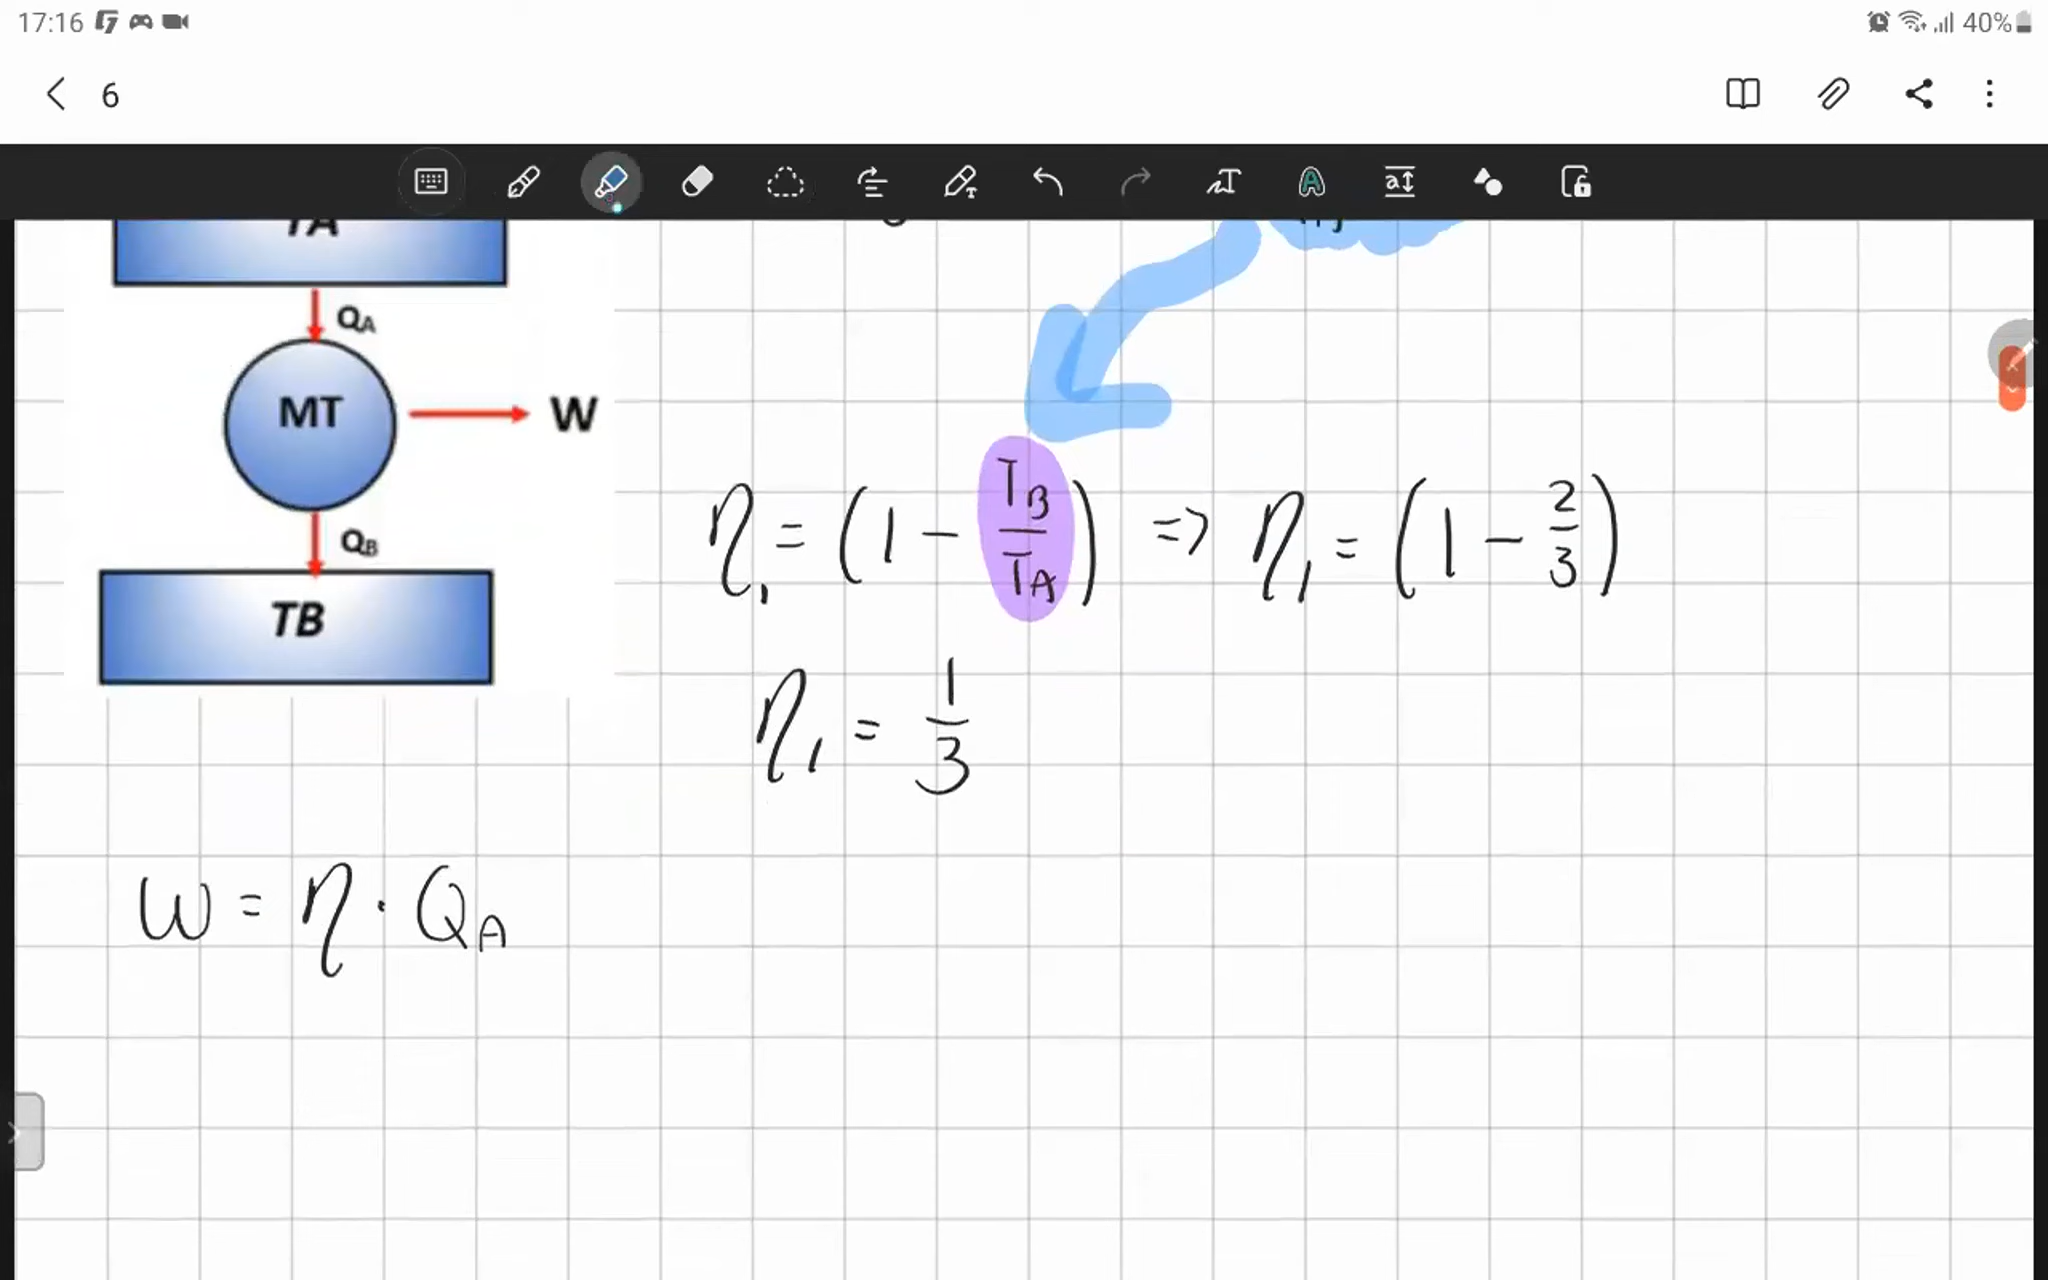 17:16
40%
6
TA
QA
MT
W
QB
TB
η₁ = (1 - TB/TA) => η₁ = (1 - 2/3)
η₁ = 1/3
W = η · QA